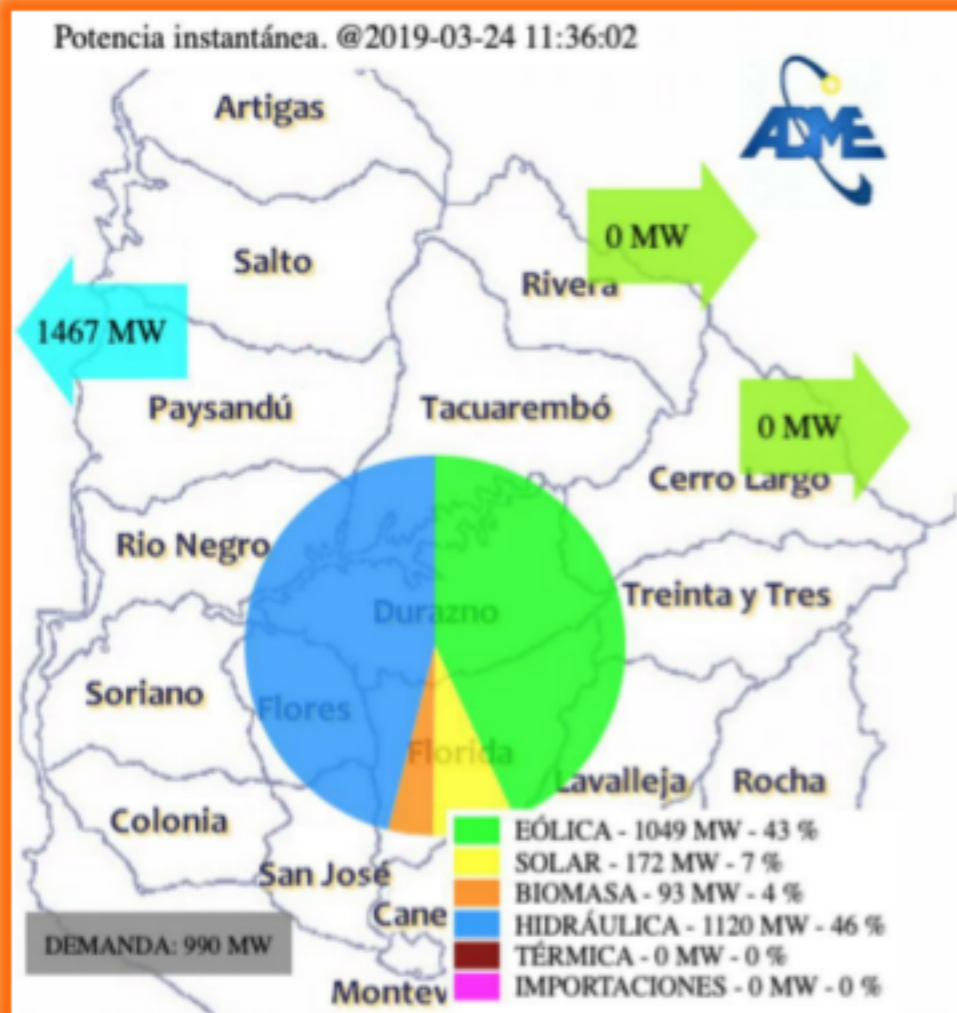 Potencia instantánea. @2019-03-24 11:36:02
ADME
Artigas
0 MW
Salto
Rivera
1467 MW
Paysandú
Tacuarembó
0 MW
Cerro Largo
Rio Negro
Durazno
Treinta y Tres
Soriano
Flores
Florida
Lavalleja
Rocha
Colonia
San José
Cane
DEMANDA: 990 MW
Montev
EÓLICA - 1049 MW - 43 %
SOLAR - 172 MW - 7 %
BIOMASA - 93 MW - 4 %
HIDRÁULICA - 1120 MW - 46 %
TÉRMICA - 0 MW - 0 %
IMPORTACIONES - 0 MW - 0 %